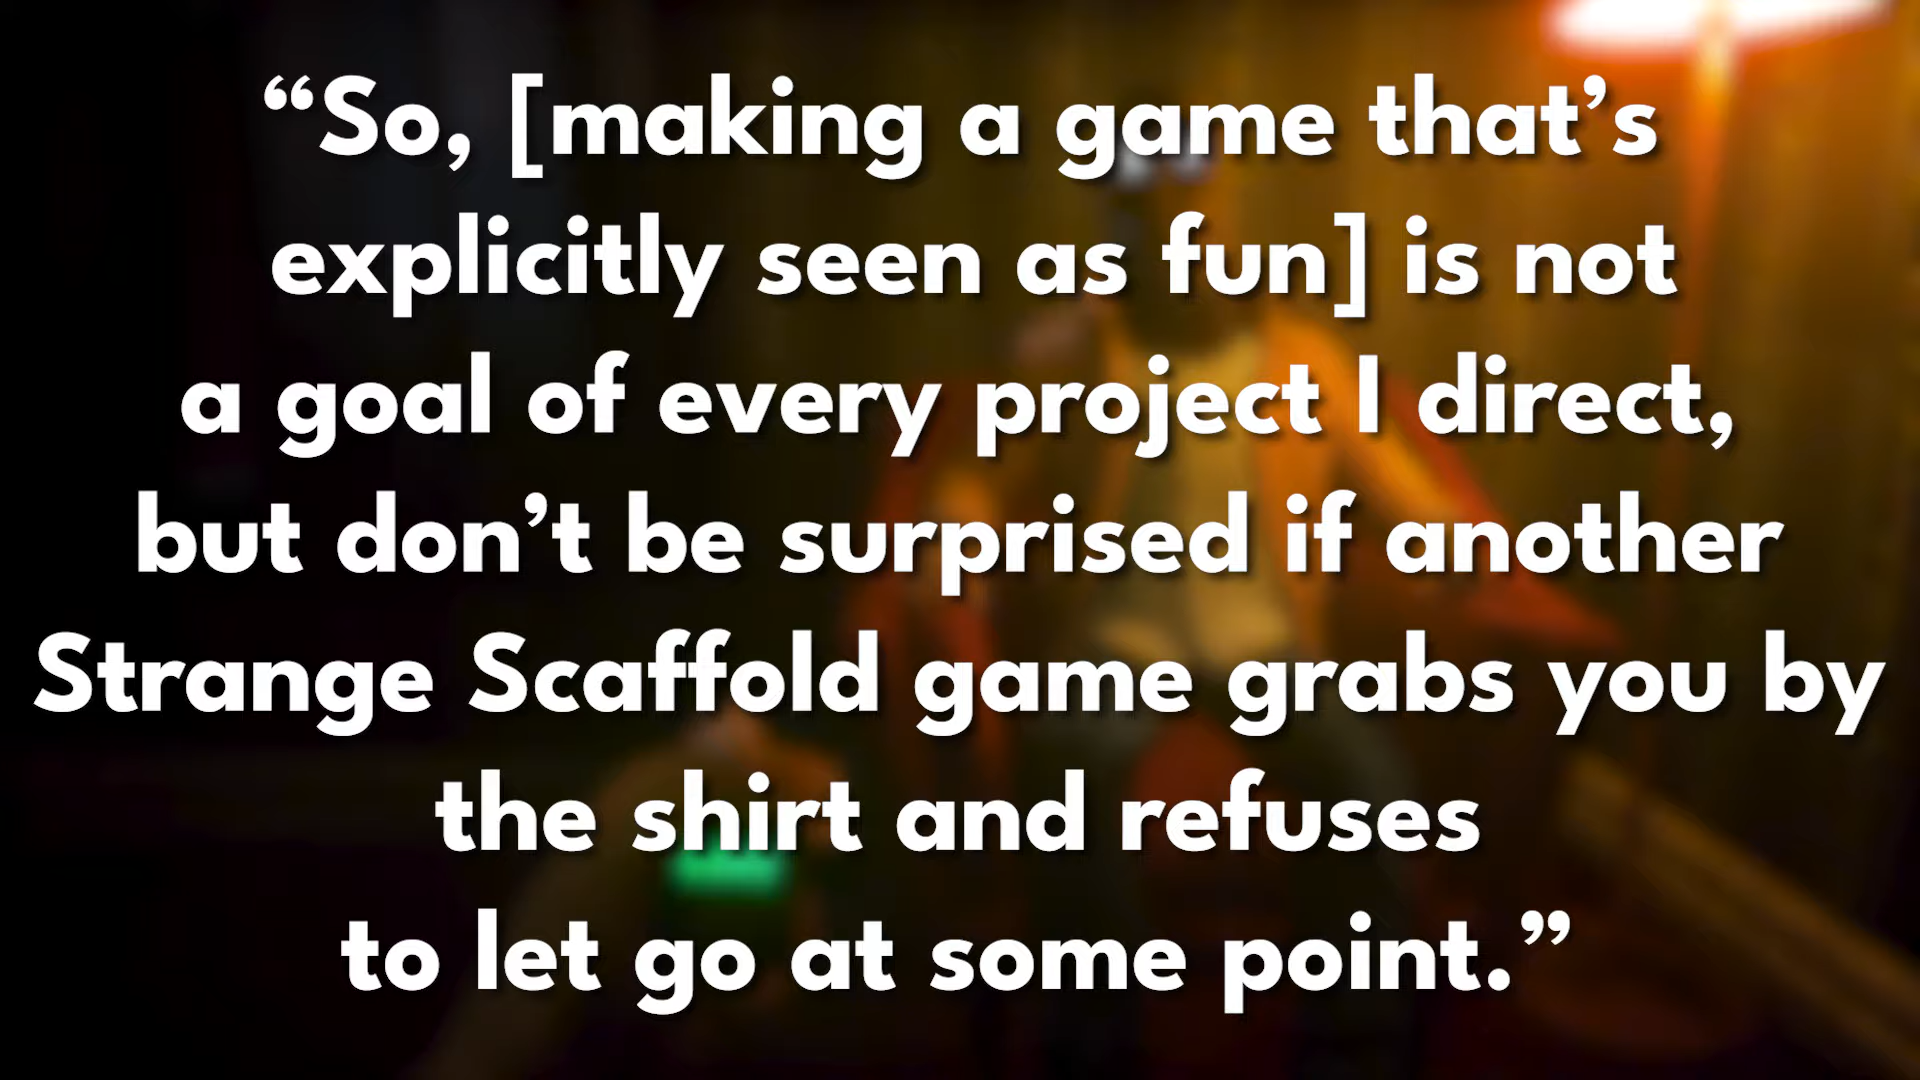 “So, [making a game that’s
explicitly seen as fun] is not
a goal of every project I direct,
but don’t be surprised if another
Strange Scaffold game grabs you by
the shirt and refuses
to let go at some point.”